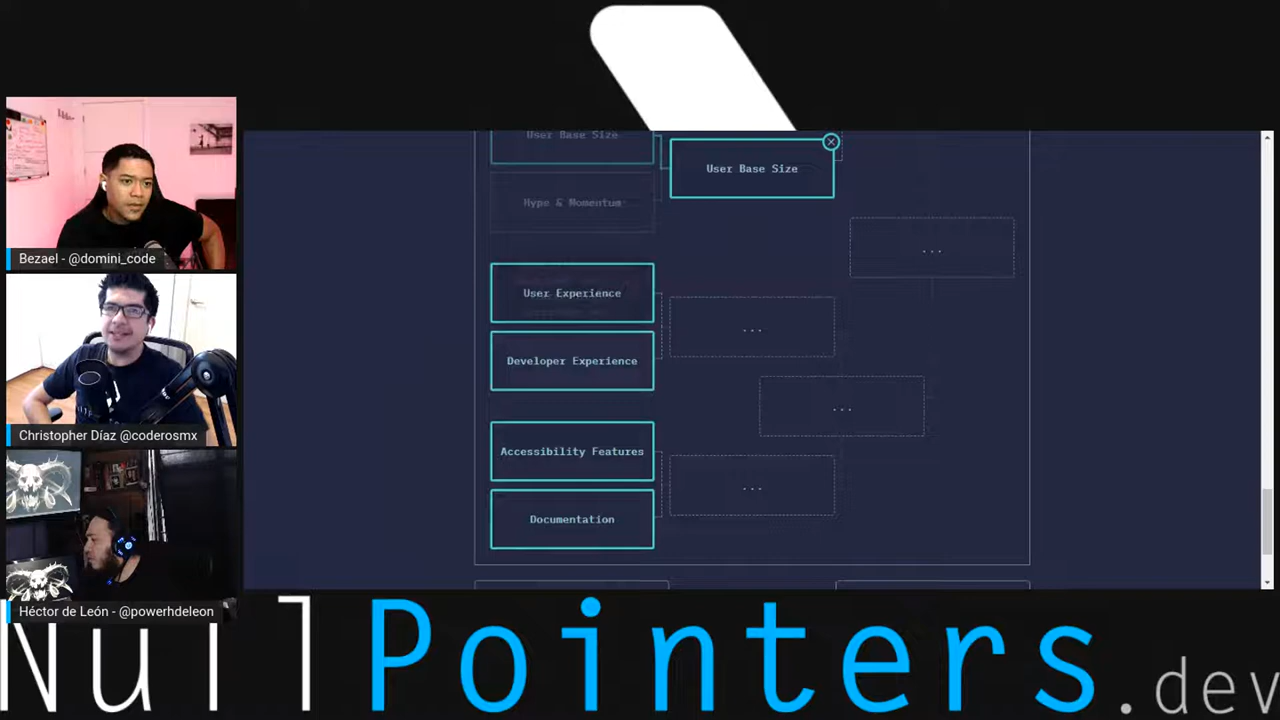 User Base Size
User Base Size
Hype & Momentum
...
User Experience
...
Developer Experience
...
Accessibility Features
...
Documentation
Bezael - @domini_code
Christopher Díaz @coderosmx
Héctor de León - @powerhdeleon
NullPointers.dev